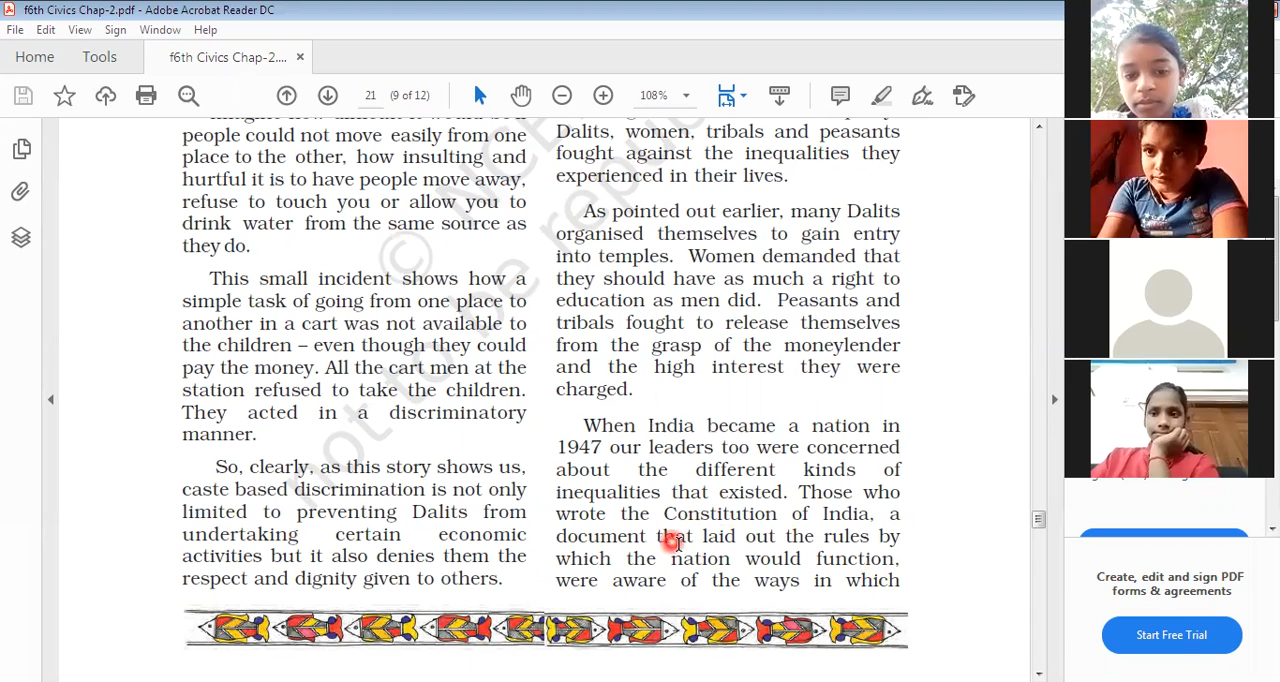 f6th Civics Chap-2.pdf - Adobe Acrobat Reader DC
File Edit View Window Sign Help
Home Tools f6th Civics Chap-2.... ×
21 (9 of 12) 108%
people could not move easily from one
place to the other, how insulting and
hurtful it is to have people move away,
refuse to touch you or allow you to
drink water from the same source as
they do.
This small incident shows how a
simple task of going from one place to
another in a cart was not available to
the children – even though they could
pay the money. All the cart men at the
station refused to take the children.
They acted in a discriminatory
manner.
So, clearly, as this story shows us,
caste based discrimination is not only
limited to preventing Dalits from
undertaking certain economic
activities but it also denies them the
respect and dignity given to others.
Dalits, women, tribals and peasants
fought against the inequalities they
experienced in their lives.
As pointed out earlier, many Dalits
organised themselves to gain entry
into temples. Women demanded that
they should have as much a right to
education as men did. Peasants and
tribals fought to release themselves
from the grasp of the moneylender
and the high interest they were
charged.
When India became a nation in
1947 our leaders too were concerned
about the different kinds of
inequalities that existed. Those who
wrote the Constitution of India, a
document that laid out the rules by
which the nation would function,
were aware of the ways in which
© NCE
not to be repu
Create, edit and sign PDF
forms & agreements
Start Free Trial